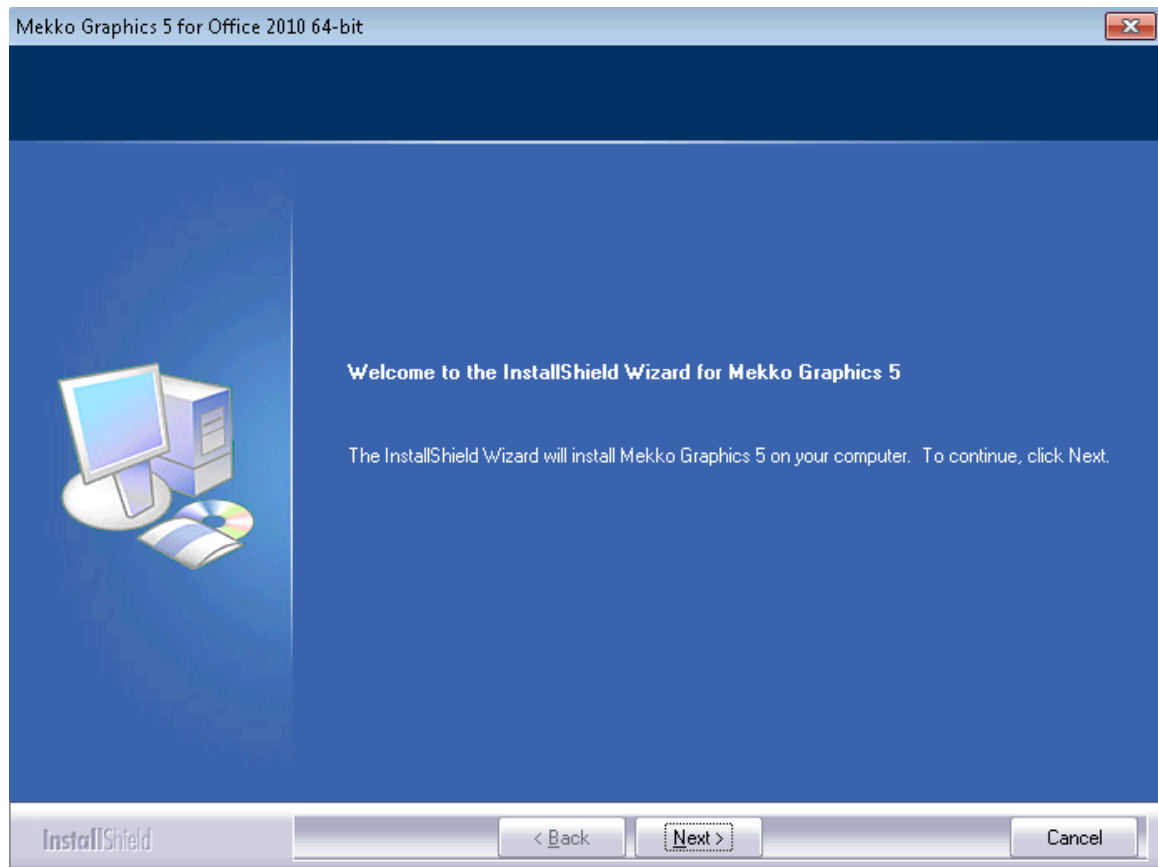 Mekko Graphics 5 for Office 2010 64-bit
Welcome to the InstallShield Wizard for Mekko Graphics 5
The InstallShield Wizard will install Mekko Graphics 5 on your computer.  To continue, click Next.
InstallShield
< Back
Next >
Cancel